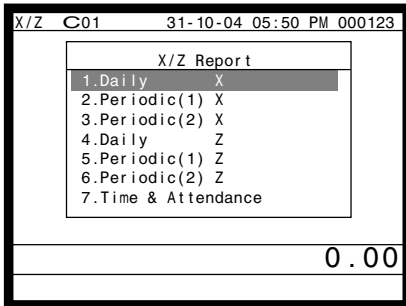 X/Z C01 31-10-04 05:50 PM 000123
X/Z Report
1.Daily X
2.Periodic(1) X
3.Periodic(2) X
4.Daily Z
5.Periodic(1) Z
6.Periodic(2) Z
7.Time & Attendance
0.00